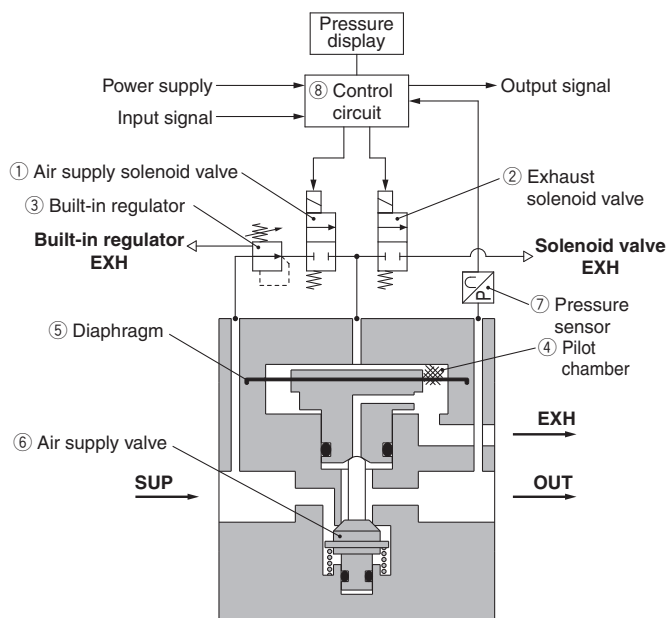 Pressure
display
Power supply
⑧ Control
circuit
Output signal
Input signal
① Air supply solenoid valve
② Exhaust
solenoid valve
③ Built-in regulator
Built-in regulator
EXH
Solenoid valve
EXH
P
⑦ Pressure
sensor
⑤ Diaphragm
④ Pilot
chamber
EXH
⑥ Air supply valve
SUP
OUT